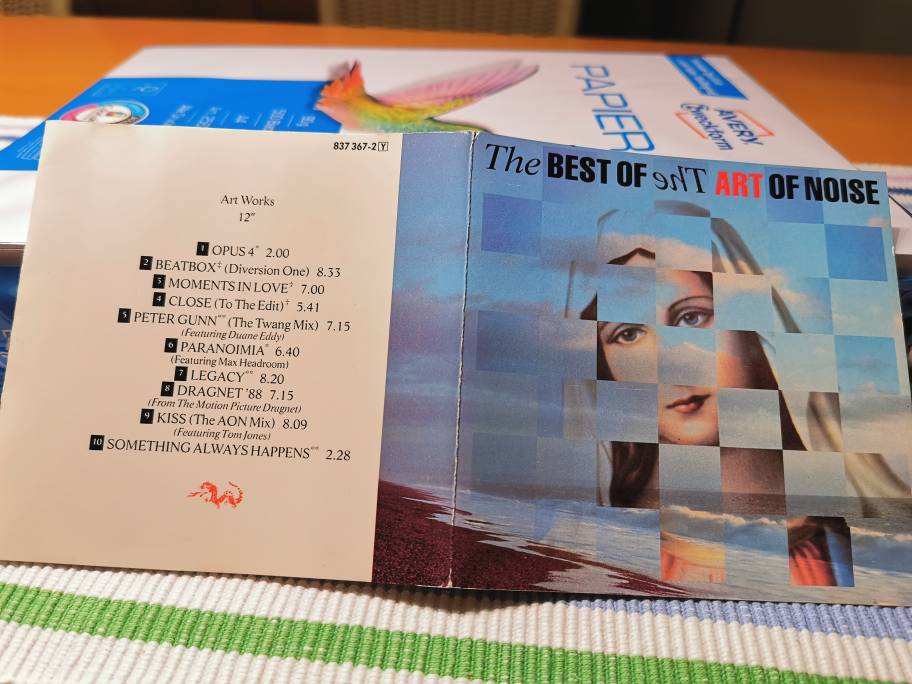 PAPIER
AVERY
Zweckform
A4
837 367-2 Y
Art Works
12"
1 OPUS 4* 2.00
2 BEATBOX‡ (Diversion One) 8.33
3 MOMENTS IN LOVE† 7.00
4 CLOSE (To The Edit)† 5.41
5 PETER GUNN** (The Twang Mix) 7.15
(Featuring Duane Eddy)
6 PARANOIMIA* 6.40
(Featuring Max Headroom)
7 LEGACY** 8.20
8 DRAGNET '88 7.15
(From The Motion Picture Dragnet)
9 KISS (The AON Mix) 8.09
(Featuring Tom Jones)
10 SOMETHING ALWAYS HAPPENS** 2.28
The BEST OF The ART OF NOISE